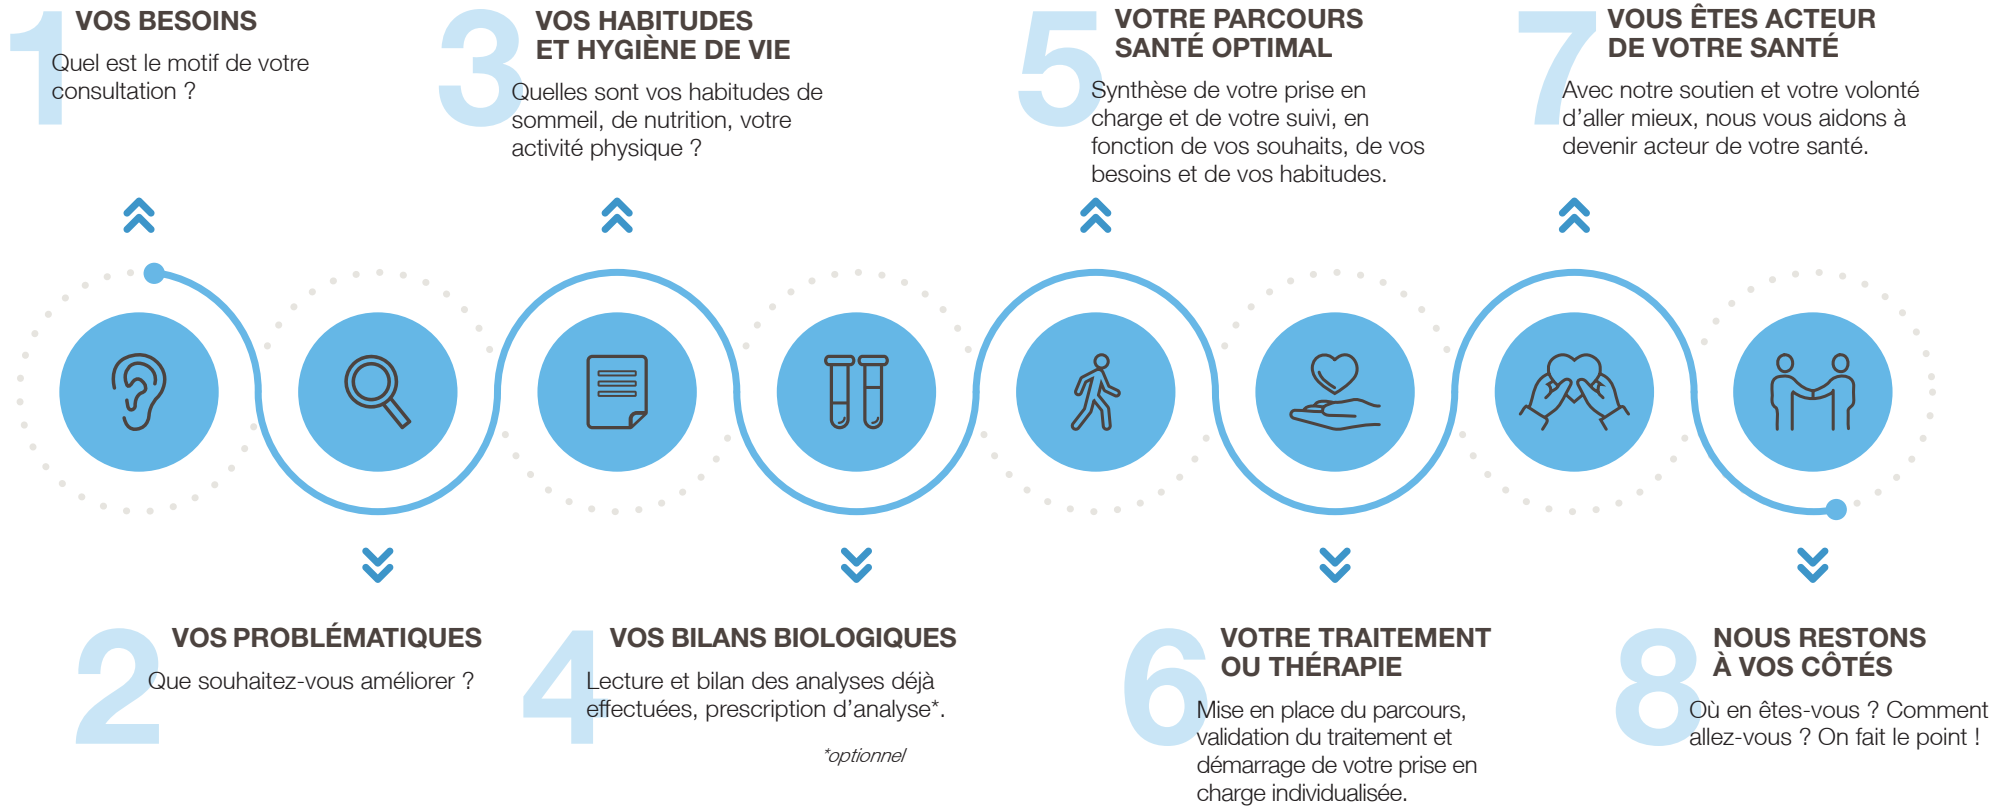 1
VOS BESOINS
Quel est le motif de votre
consultation ?
2
VOS PROBLÉMATIQUES
Que souhaitez-vous améliorer ?
3
VOS HABITUDES
ET HYGIÈNE DE VIE
Quelles sont vos habitudes de
sommeil, de nutrition, votre
activité physique ?
4
VOS BILANS BIOLOGIQUES
Lecture et bilan des analyses déjà
effectuées, prescription d’analyse*.
*optionnel
5
VOTRE PARCOURS
SANTÉ OPTIMAL
Synthèse de votre prise en
charge et de votre suivi, en
fonction de vos souhaits, de vos
besoins et de vos habitudes.
6
VOTRE TRAITEMENT
OU THÉRAPIE
Mise en place du parcours,
validation du traitement et
démarrage de votre prise en
charge individualisée.
7
VOUS ÊTES ACTEUR
DE VOTRE SANTÉ
Avec notre soutien et votre volonté
d’aller mieux, nous vous aidons à
devenir acteur de votre santé.
8
NOUS RESTONS
À VOS CÔTÉS
Où en êtes-vous ? Comment
allez-vous ? On fait le point !